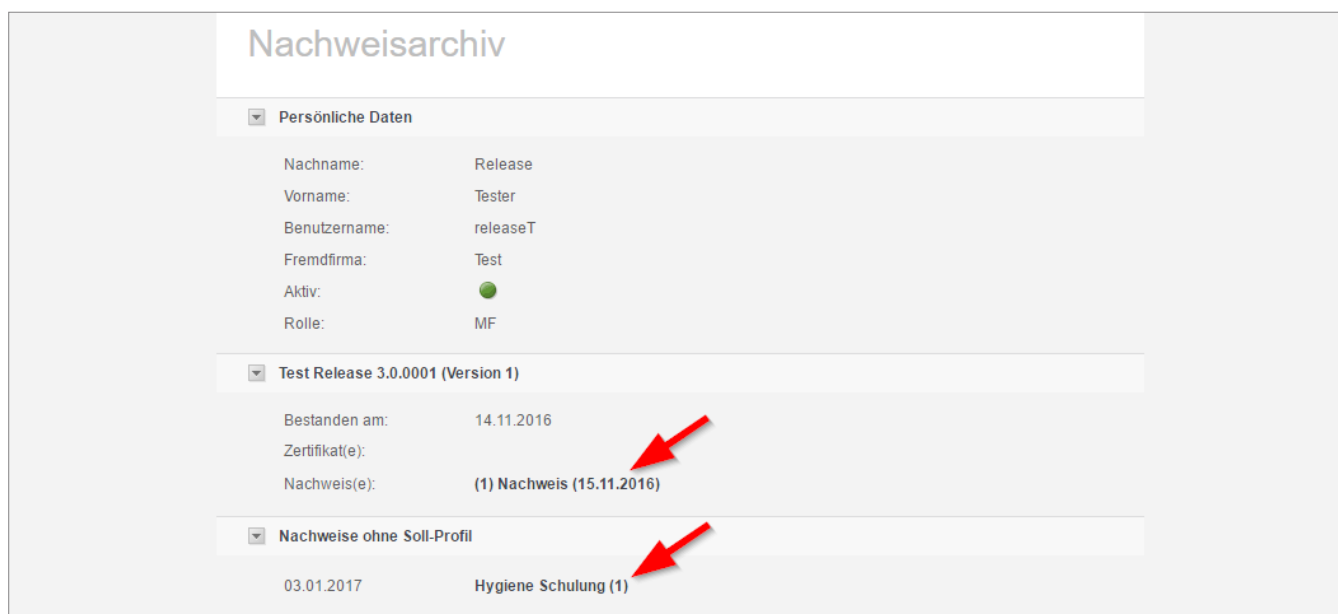 Nachweisarchiv
Persönliche Daten
Nachname: Release
Vorname: Tester
Benutzername: releaseT
Fremdfirma: Test
Aktiv:
Rolle: MF
Test Release 3.0.0001 (Version 1)
Bestanden am: 14.11.2016
Zertifikat(e):
Nachweis(e): (1) Nachweis (15.11.2016)
Nachweise ohne Soll-Profil
03.01.2017 Hygiene Schulung (1)